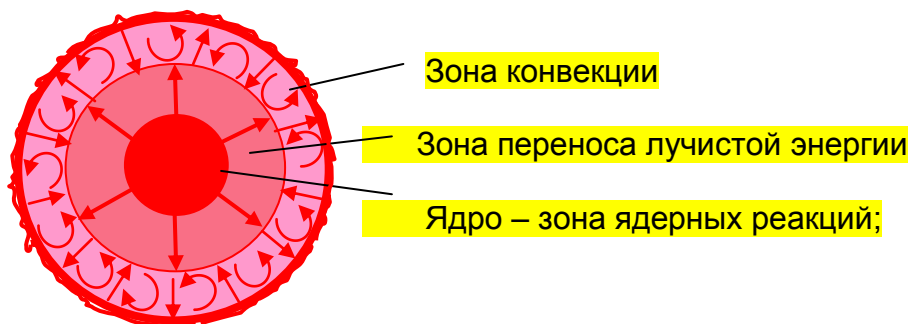 Зона конвекции
Зона переноса лучистой энергии
Ядро – зона ядерных реакций;